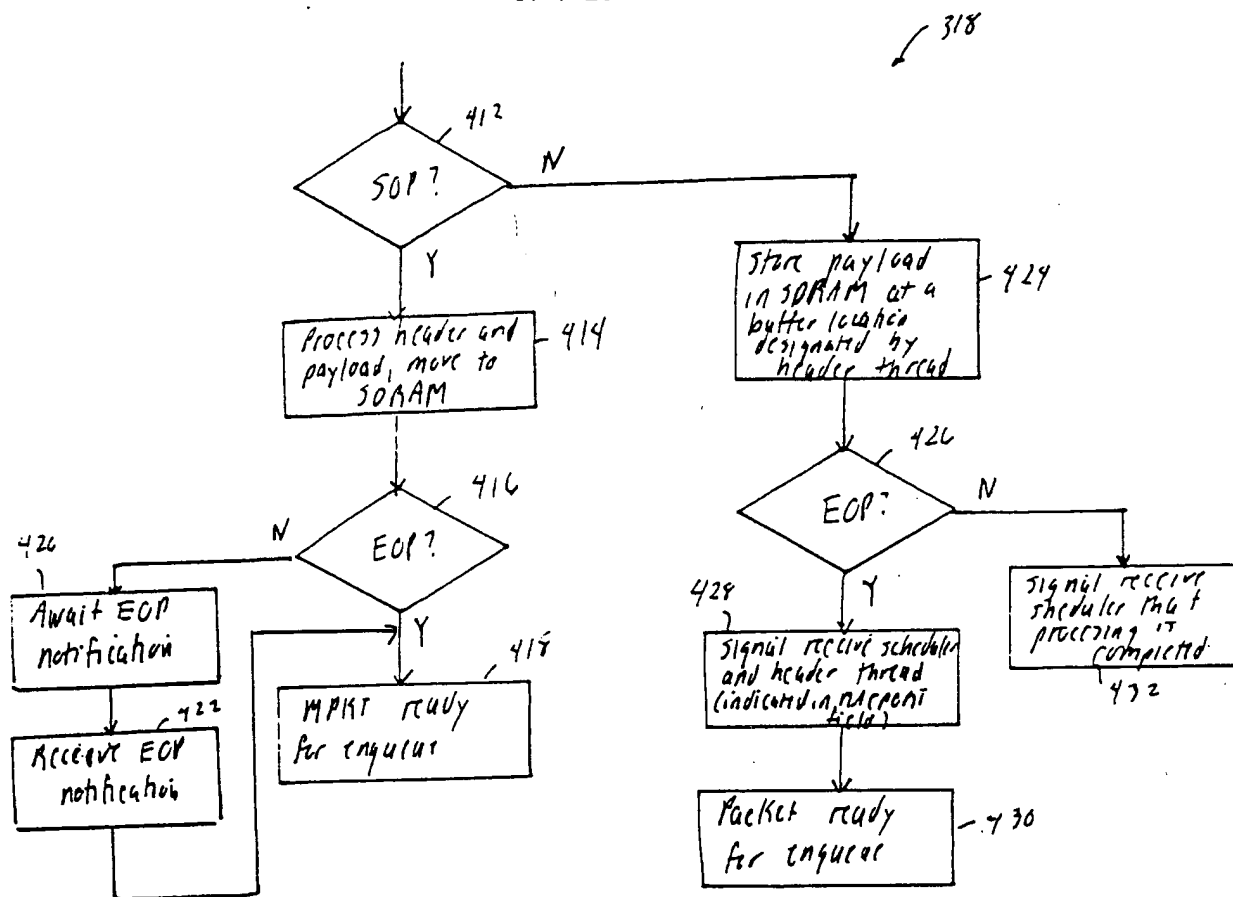 318
412
SOP?
N
Y
Process header and
payload, move to
SDRAM
414
Store payload
in SDRAM at a
buffer location
designated by
header thread
424
416
EOP?
N
Y
426
EOP?
N
Y
420
Await EOP
notification
422
Receive EOP
notification
418
MPKT ready
for enqueue
428
Signal receive scheduler
and header thread
(indicated in
field)
Signal receive
sheduler that
processing is
completed
432
Packet ready
for enqueue
430